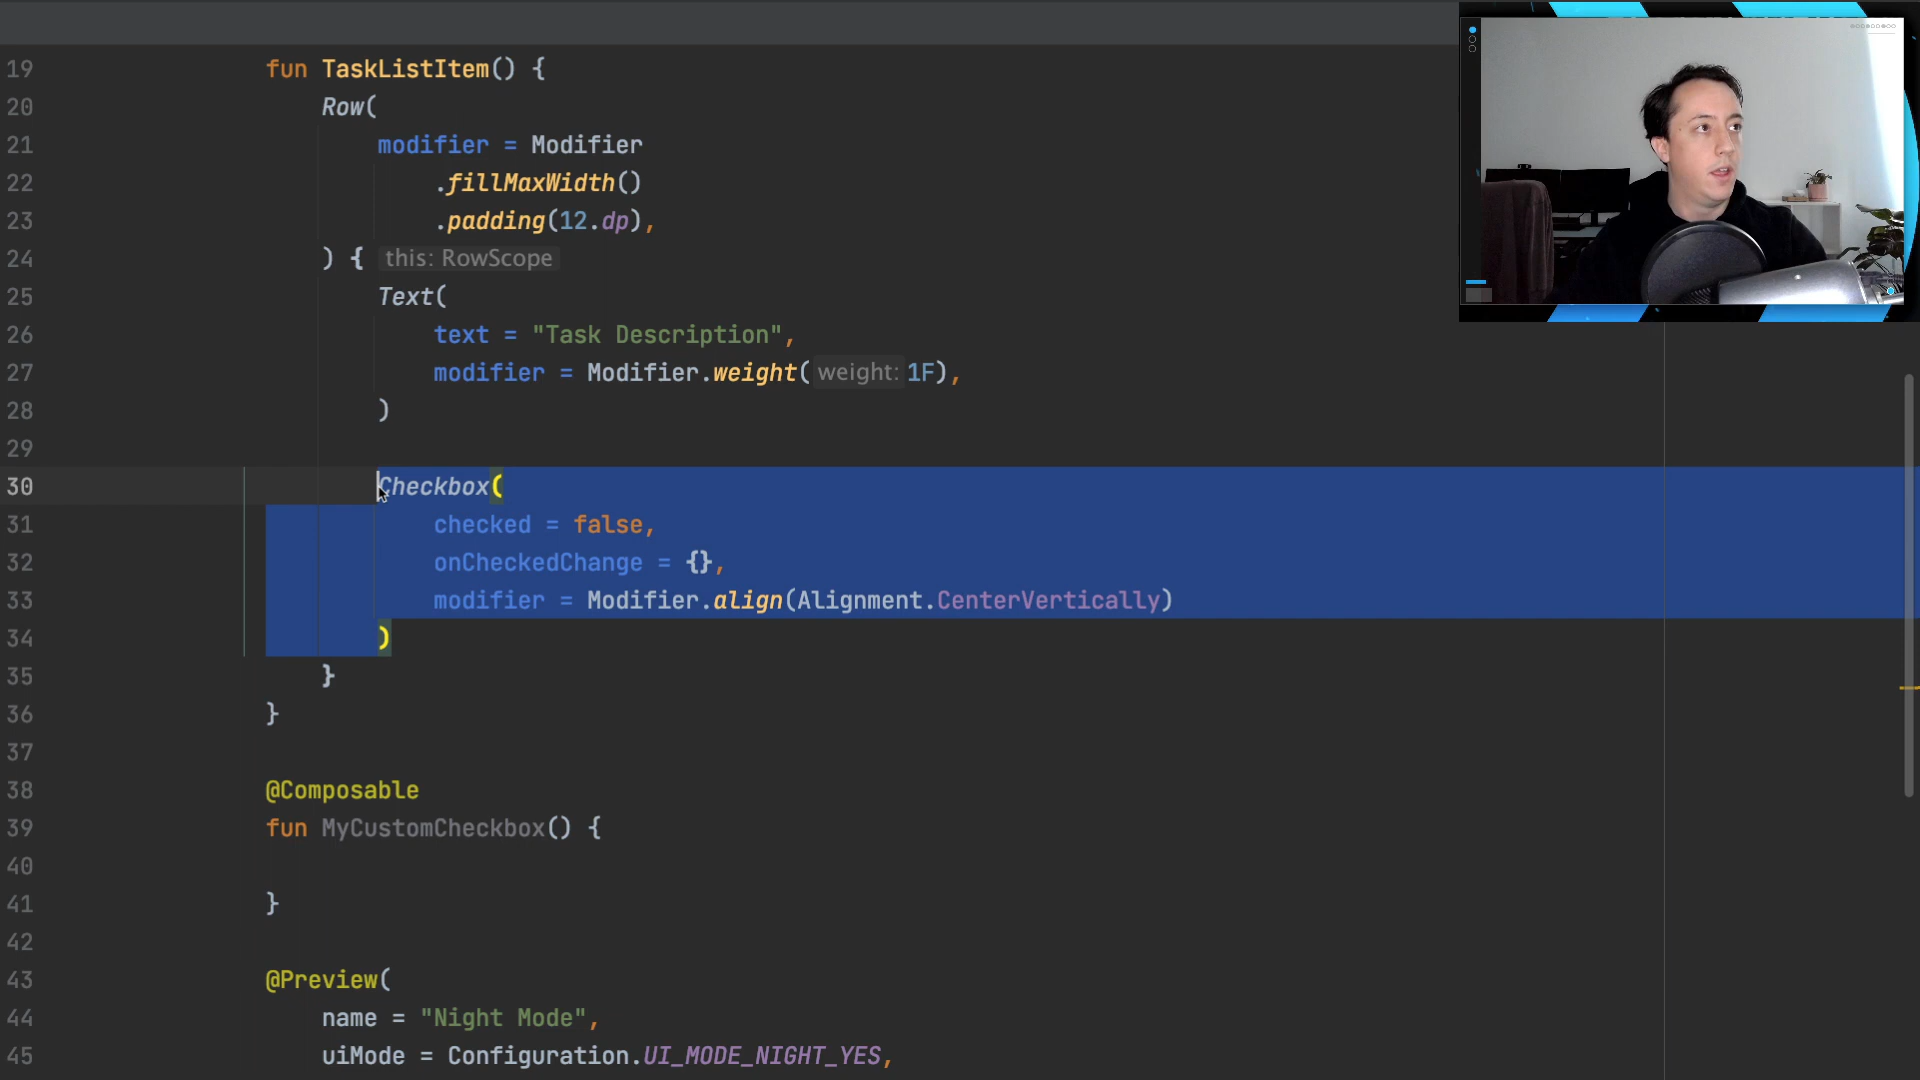 19 fun TaskListItem() {
20 Row(
21 modifier = Modifier
22 .fillMaxWidth()
23 .padding(12.dp),
24 ) { this: RowScope
25 Text(
26 text = "Task Description",
27 modifier = Modifier.weight( weight: 1F),
28 )
29
30 Checkbox(
31 checked = false,
32 onCheckedChange = {},
33 modifier = Modifier.align(Alignment.CenterVertically)
34 )
35 }
36 }
37
38 @Composable
39 fun MyCustomCheckbox() {
40
41 }
42
43 @Preview(
44 name = "Night Mode",
45 uiMode = Configuration.UI_MODE_NIGHT_YES,